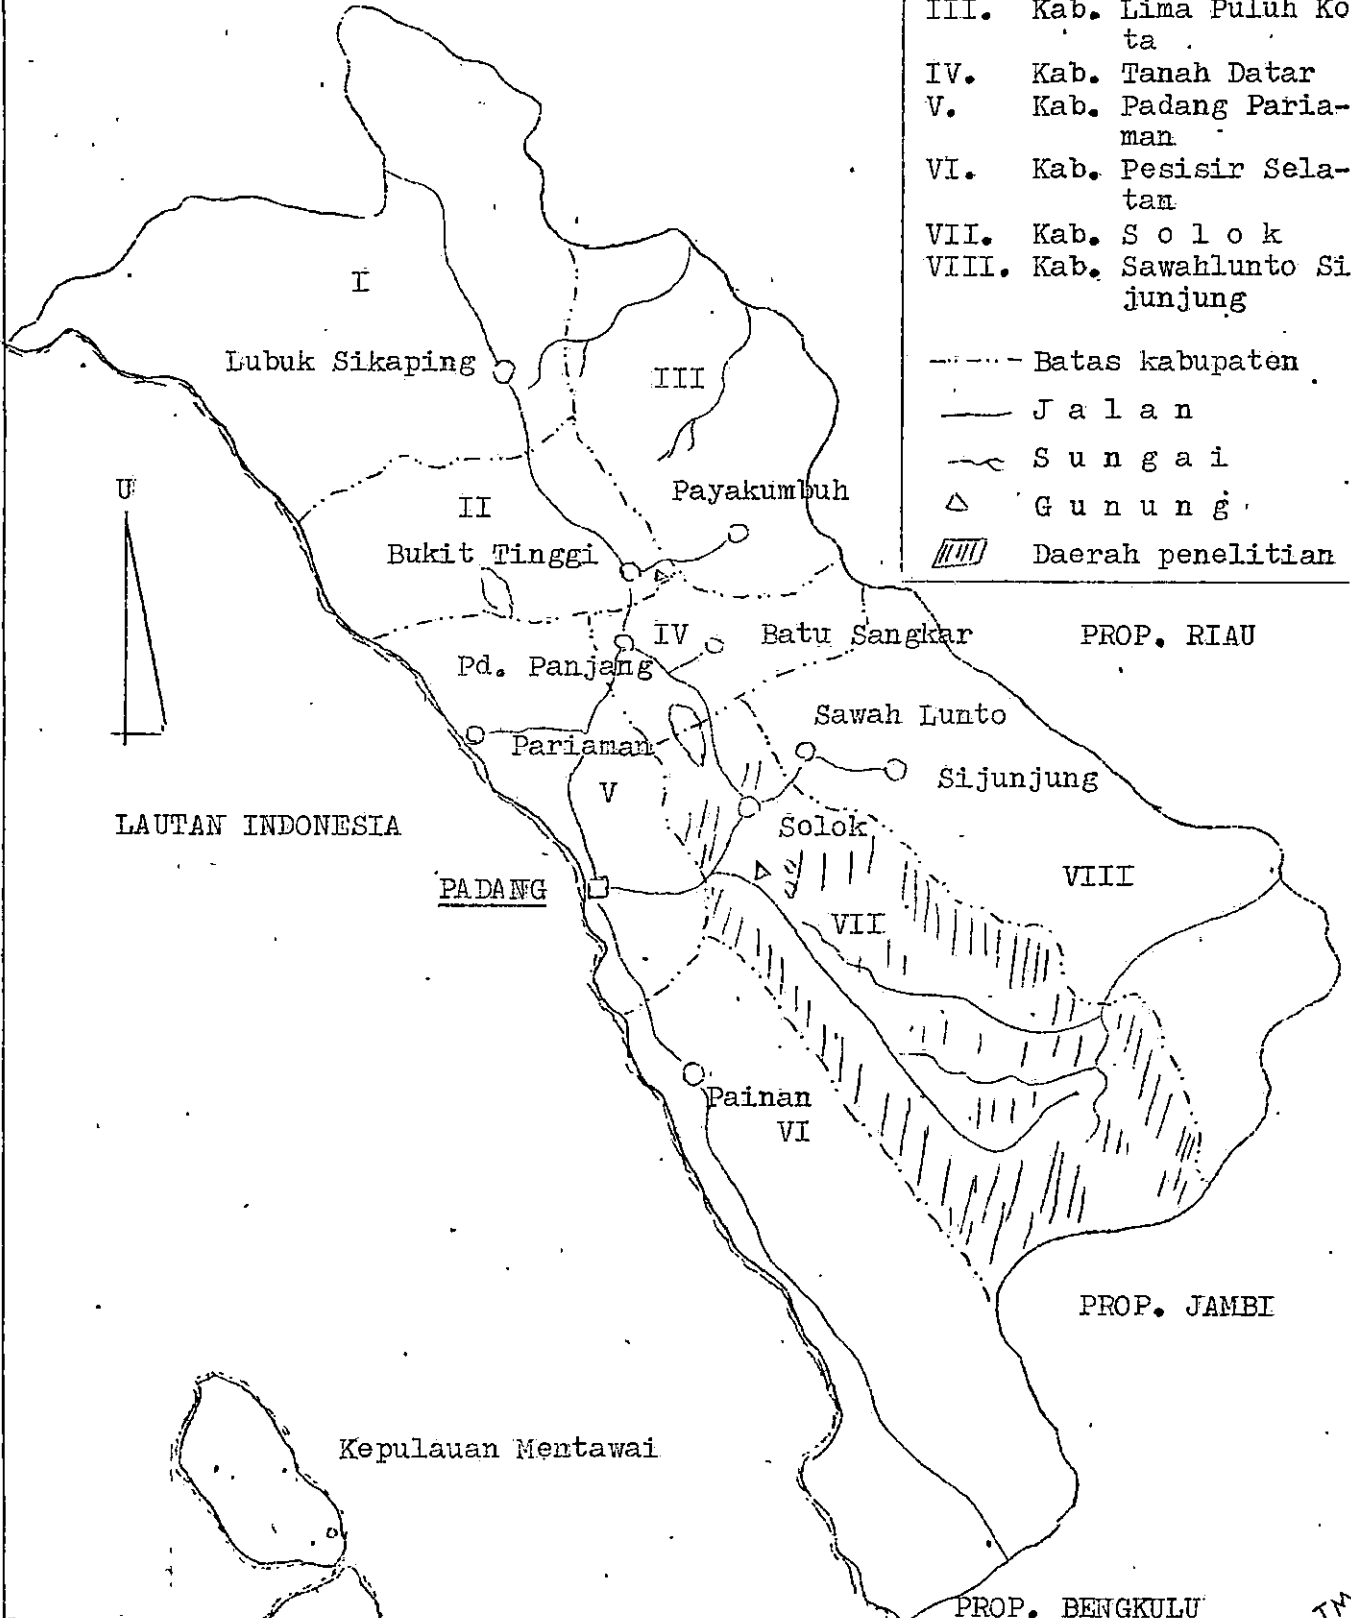 III. Kab. Lima Puluh Ko
ta
IV. Kab. Tanah Datar
V. Kab. Padang Paria-
man
VI. Kab. Pesisir Sela-
tan
VII. Kab. S o l o k
VIII. Kab. Sawahlunto Si
junjung
Batas kabupaten
J a l a n
S u n g a i
G u n u n g
Daerah penelitian
I
Lubuk Sikaping
III
U
II
Payakumbuh
Bukit Tinggi
IV
Batu Sangkar
PROP. RIAU
Pd. Panjang
Sawah Lunto
Pariaman
Sijunjung
V
LAUTAN INDONESIA
Solok
VIII
PADANG
VII
Painan
VI
PROP. JAMBI
Kepulauan Mentawai
PROP. BENGKULU
TM